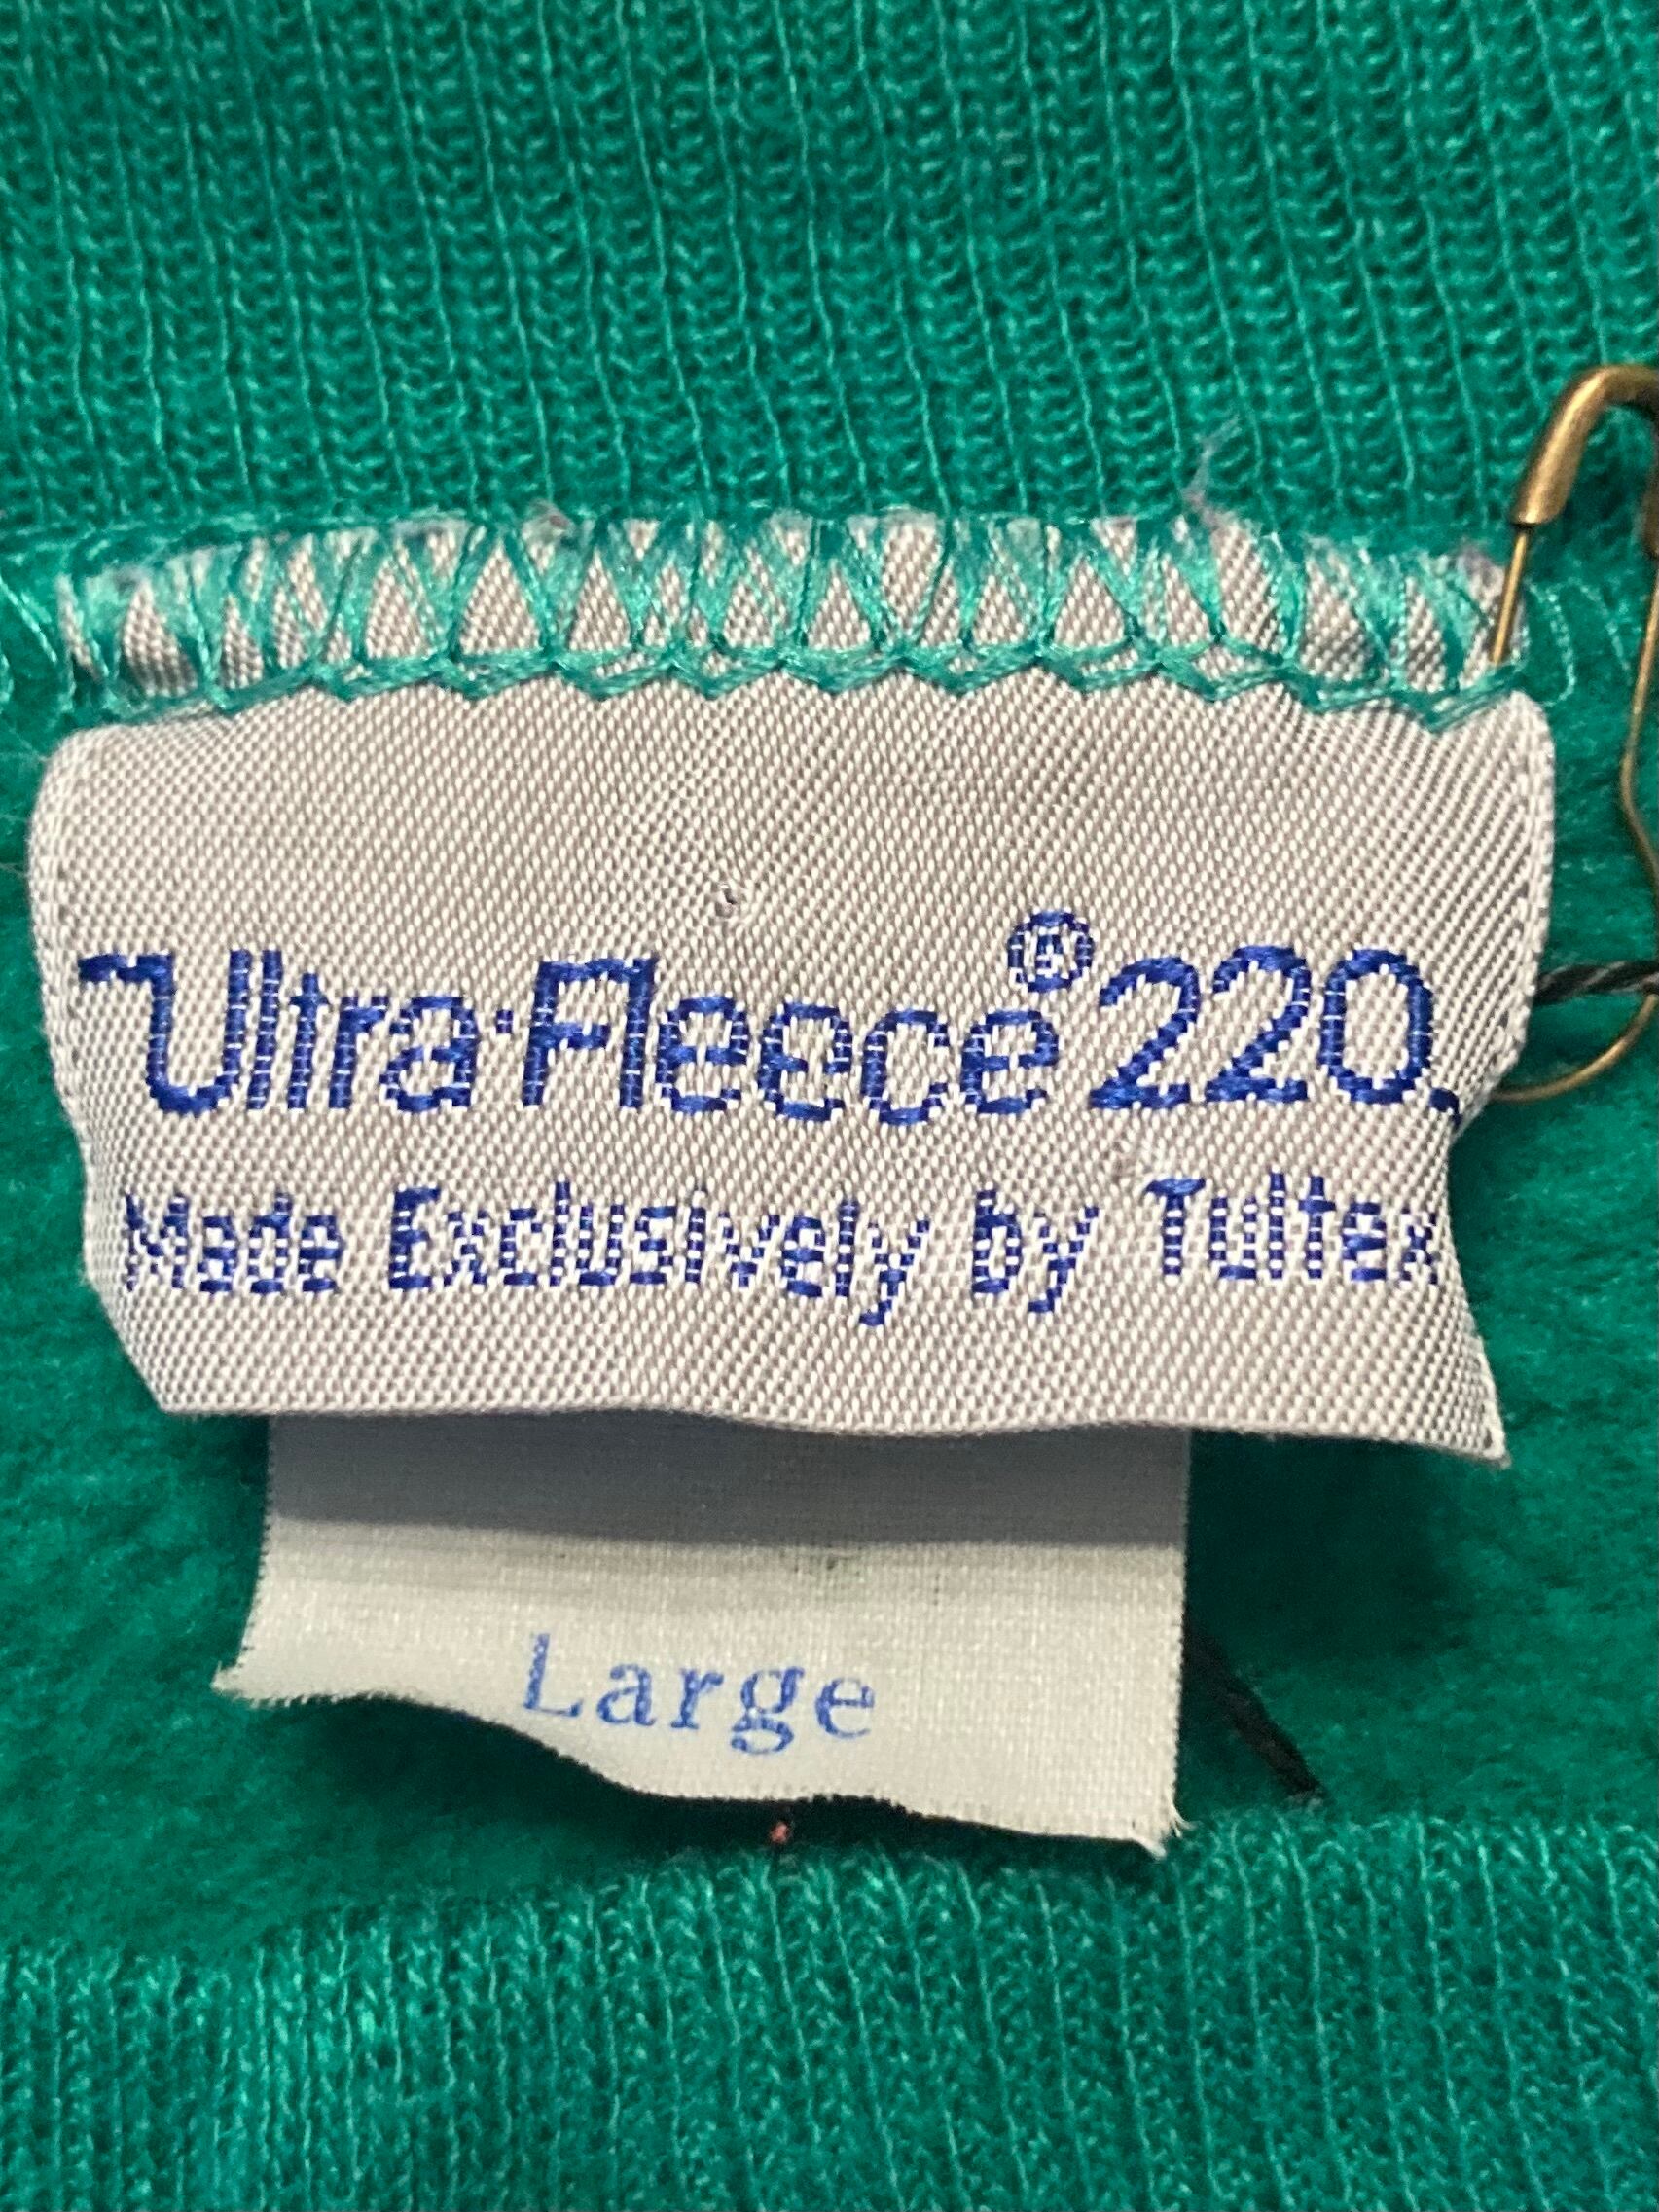 Ultra·Fleece® 220.
Made Exclusively by Tultex
Large